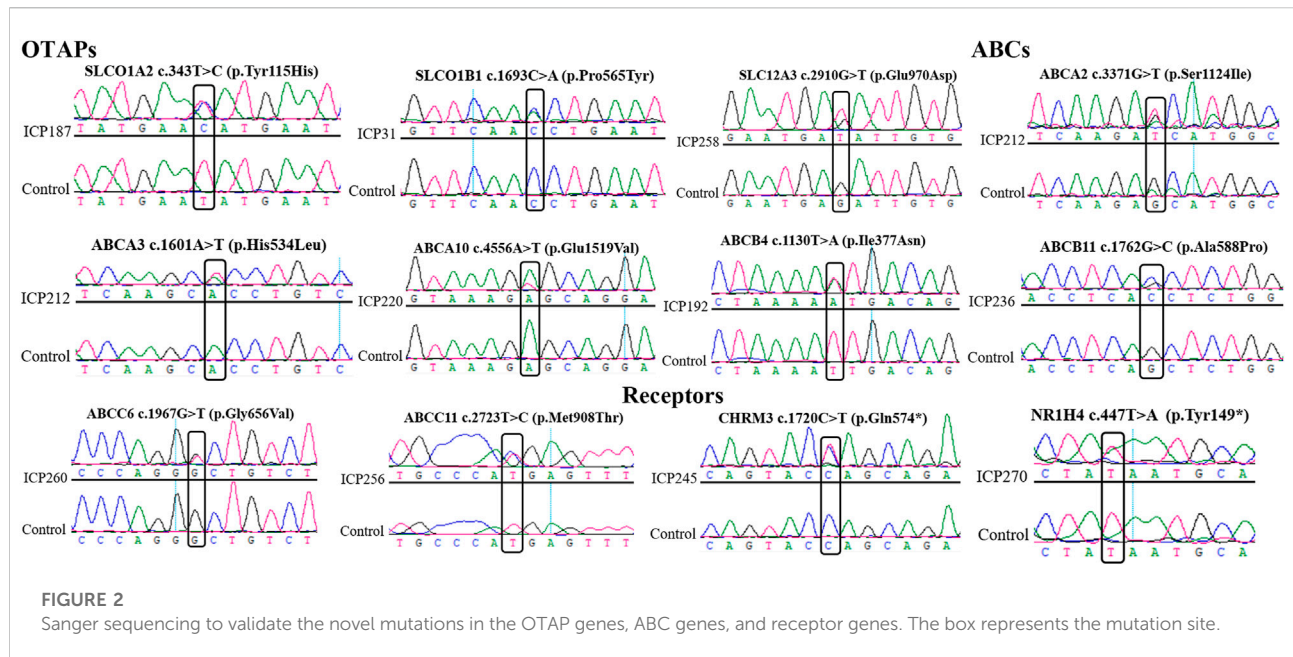 OTAPs
ABCs
SLCO1A2 c.343T>C (p.Tyr115His)
ICP187
T A T G A A C A T G A A T
Control
T A T G A A T A T G A A T
SLCO1B1 c.1693C>A (p.Pro565Tyr)
ICP31
G T T C A A C C T G A A T
Control
G T T C A A C C T G A A T
SLC12A3 c.2910G>T (p.Glu970Asp)
ICP258
G A A T G A T A T T G T G
Control
G A A T G A G A T T G T G
ABCA2 c.3371G>T (p.Ser1124Ile)
ICP212
T C A A G A T C A T G G C
Control
T C A A G A G C A T G G C
ABCA3 c.1601A>T (p.His534Leu)
ICP212
T C A A G C A C C T G T C
Control
T C A A G C A C C T G T C
ABCA10 c.4556A>T (p.Glu1519Val)
ICP220
G T A A A G A G C A G G A
Control
G T A A A G A G C A G G A
ABCB4 c.1130T>A (p.Ile377Asn)
ICP192
C T A A A A A T G A C A G
Control
C T A A A A T T G A C A G
ABCB11 c.1762G>C (p.Ala588Pro)
ICP236
A C C T C A C C T C T G G
Control
A C C T C A G C T C T G G
Receptors
ABCC6 c.1967G>T (p.Gly656Val)
ICP260
C C C A G G G C T G T C T
Control
C C C A G G G C T G T C T
ABCC11 c.2723T>C (p.Met908Thr)
ICP256
T G C C C A T G A G T T T
Control
T G C C C A T G A G T T T
CHRM3 c.1720C>T (p.Gln574*)
ICP245
C A G T A C C A G C A G A
Control
C A G T A C C A G C A G A
NR1H4 c.447T>A (p.Tyr149*)
ICP270
C T A T A A T G C A
Control
C T A T A A T G C A
FIGURE 2
Sanger sequencing to validate the novel mutations in the OTAP genes, ABC genes, and receptor genes. The box represents the mutation site.